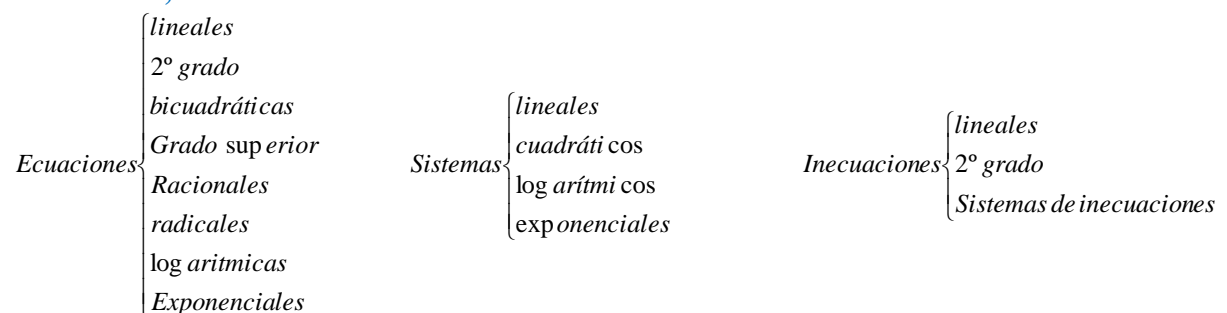 Ecuaciones
lineales
2º grado
bicuadráticas
Grado superior
Racionales
radicales
logaritmicas
Exponenciales
Sistemas
lineales
cuadráticos
logarítmicos
exponenciales
Inecuaciones
lineales
2º grado
Sistemas de inecuaciones